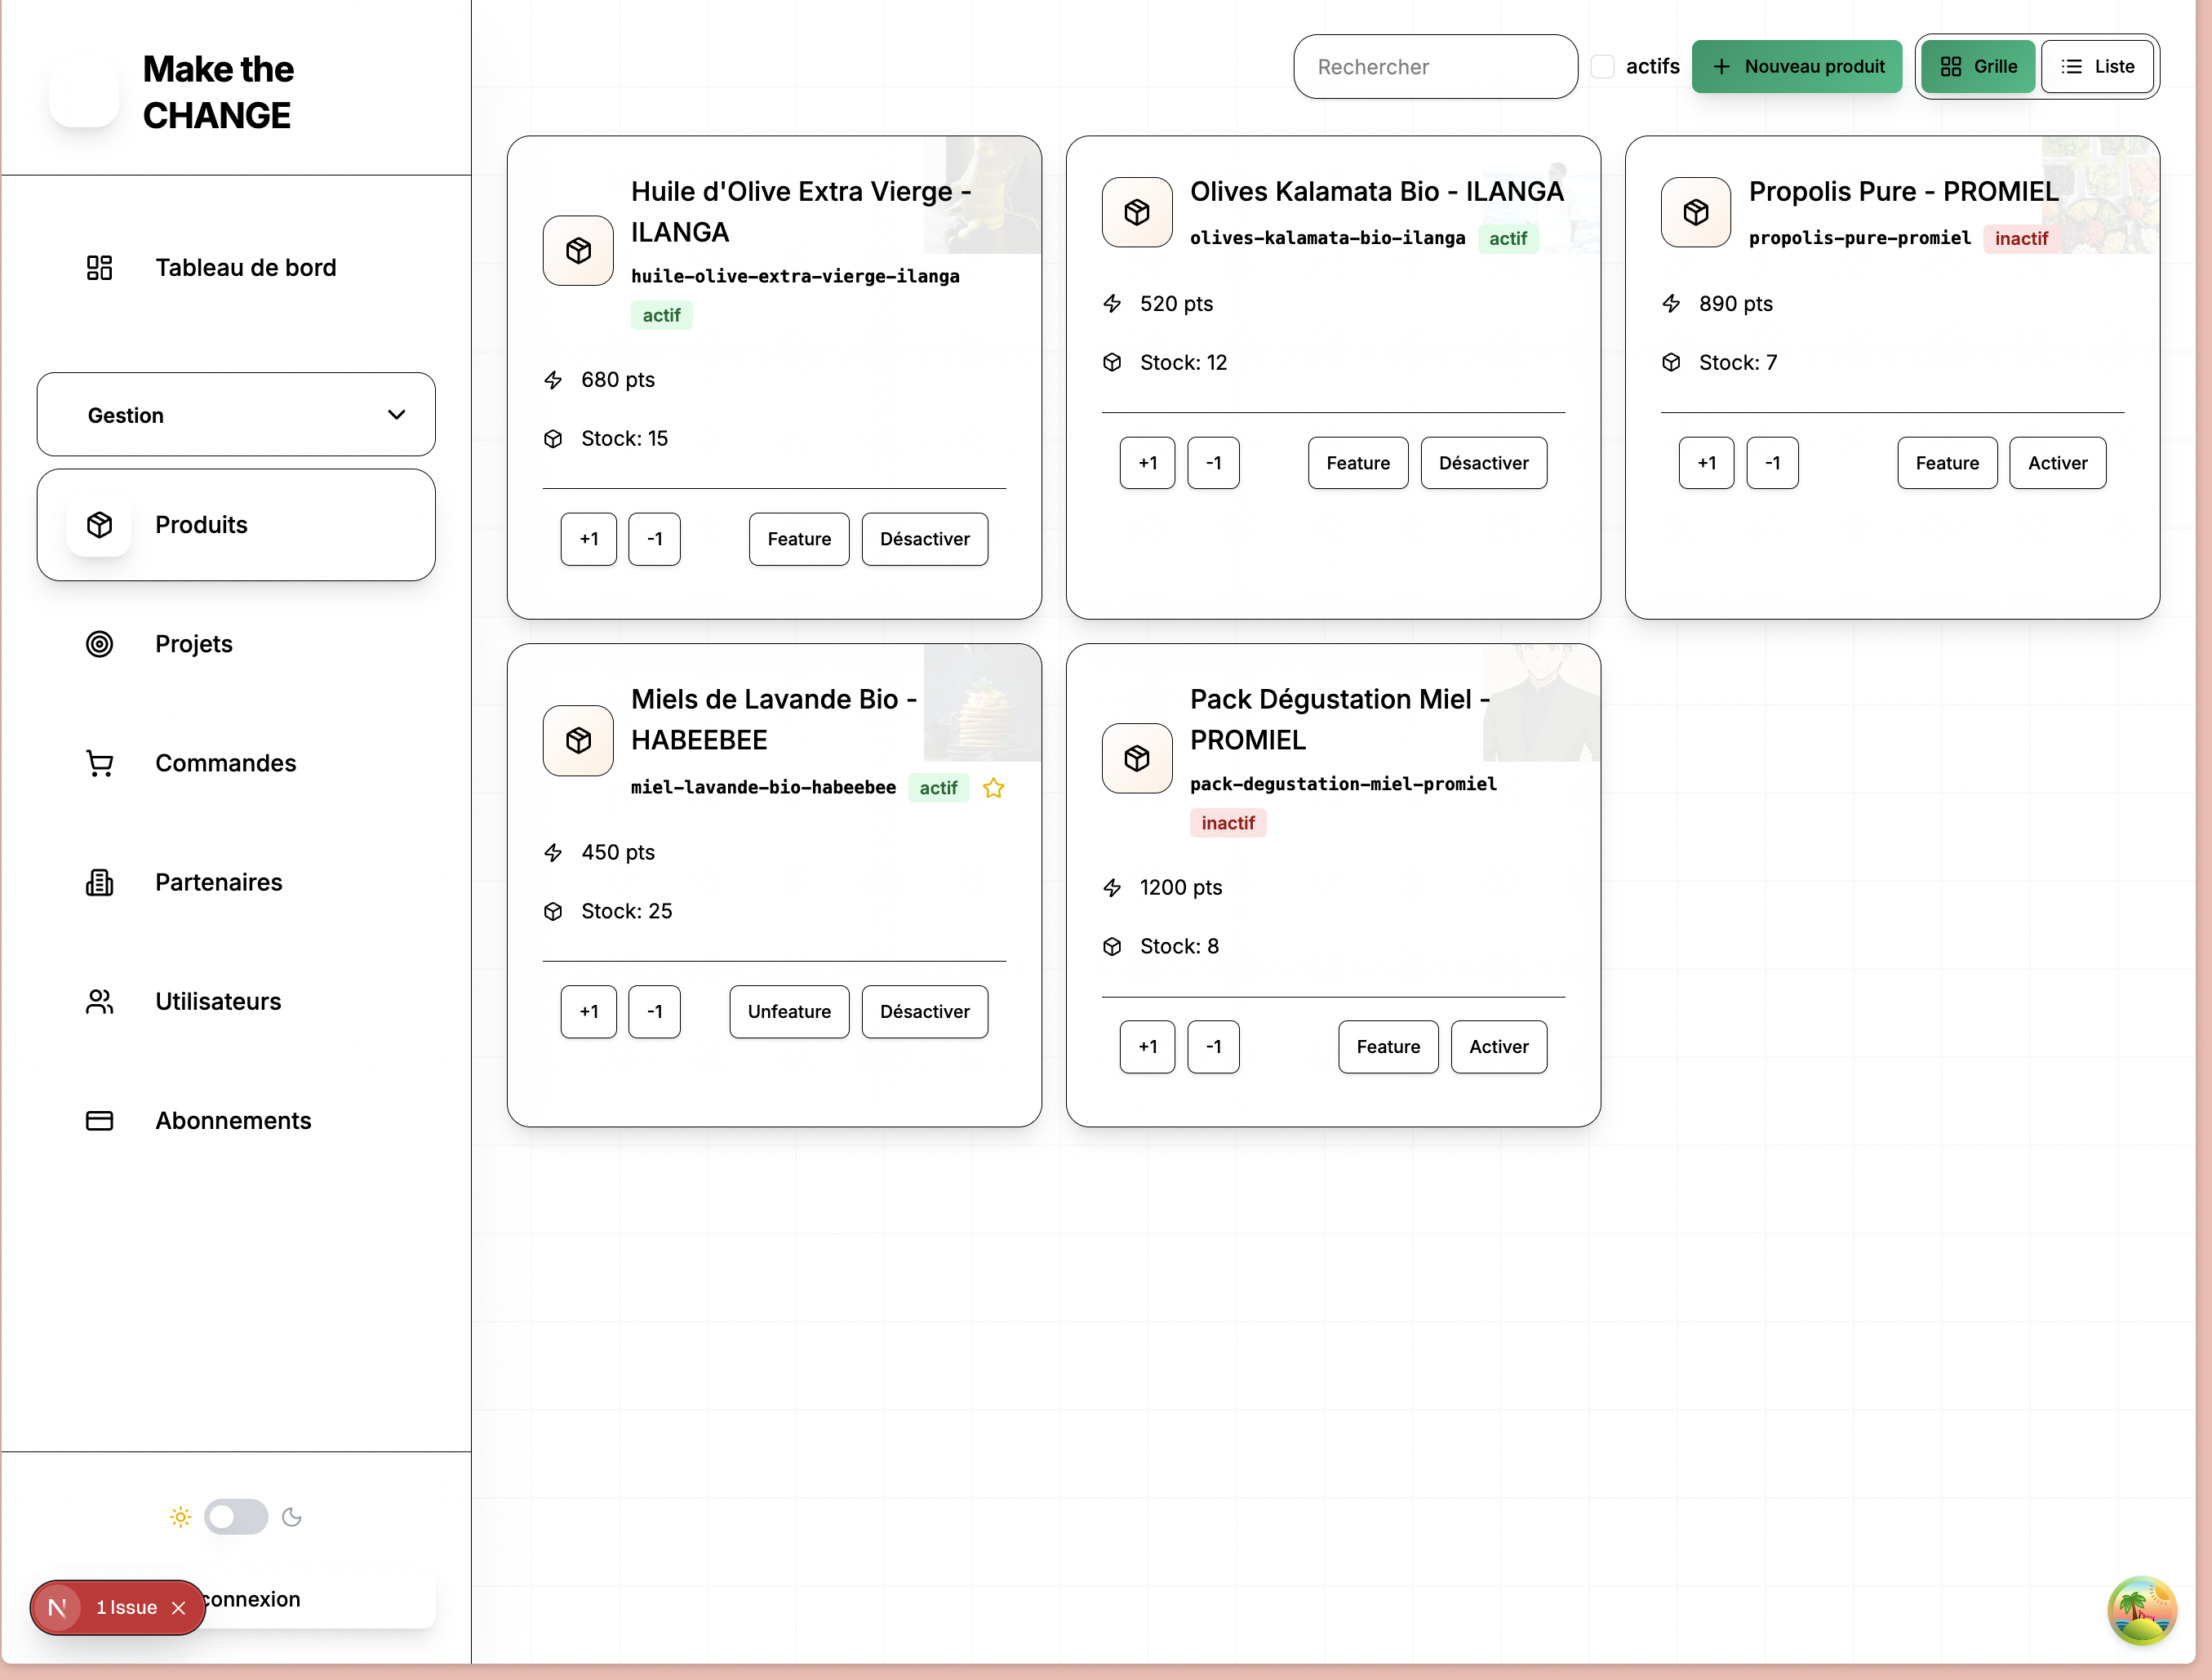 Make the
CHANGE
Tableau de bord
Gestion
Produits
Projets
Commandes
Partenaires
Utilisateurs
Abonnements
connexion
N 1 Issue
Rechercher
actifs
+ Nouveau produit
Grille
Liste
Huile d'Olive Extra Vierge -
ILANGA
huile-olive-extra-vierge-ilanga
actif
680 pts
Stock: 15
+1 -1 Feature Désactiver
Olives Kalamata Bio - ILANGA
olives-kalamata-bio-ilanga actif
520 pts
Stock: 12
+1 -1 Feature Désactiver
Propolis Pure - PROMIEL
propolis-pure-promiel inactif
890 pts
Stock: 7
+1 -1 Feature Activer
Miels de Lavande Bio -
HABEEBEE
miel-lavande-bio-habeebee actif
450 pts
Stock: 25
+1 -1 Unfeature Désactiver
Pack Dégustation Miel -
PROMIEL
pack-degustation-miel-promiel
inactif
1200 pts
Stock: 8
+1 -1 Feature Activer